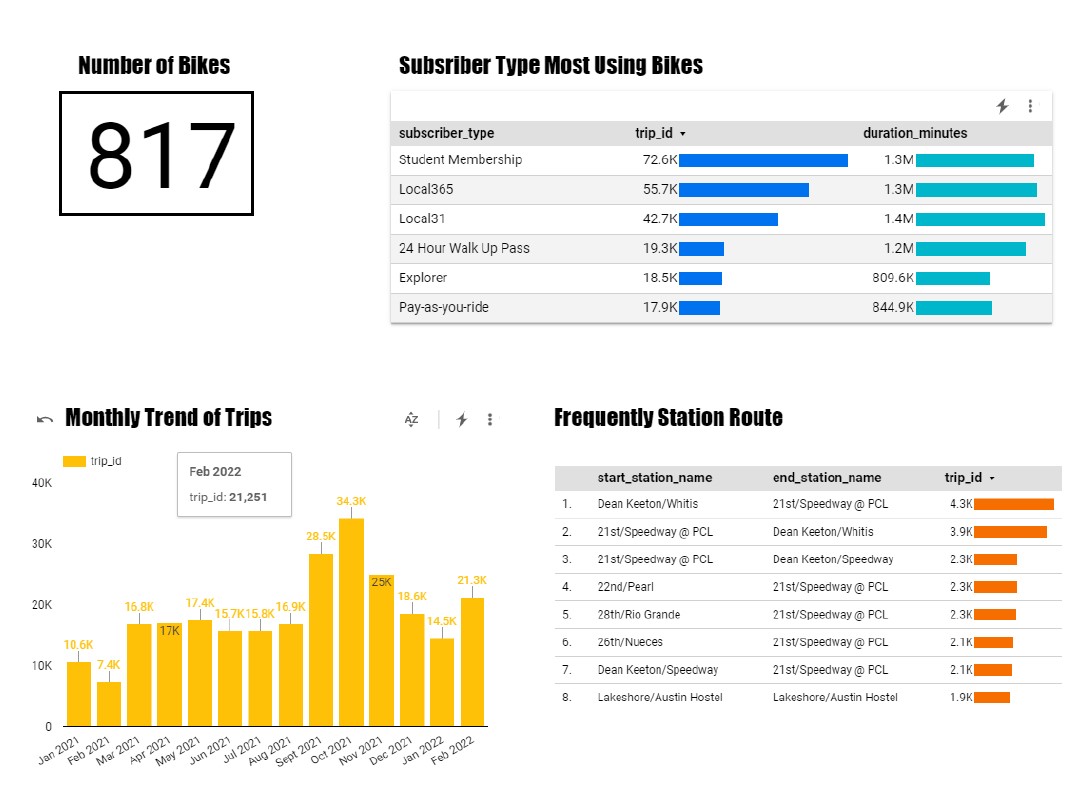 Number of Bikes
817
Subsriber Type Most Using Bikes
subscriber_type trip_id duration_minutes
Student Membership 72.6K 1.3M
Local365 55.7K 1.3M
Local31 42.7K 1.4M
24 Hour Walk Up Pass 19.3K 1.2M
Explorer 18.5K 809.6K
Pay-as-you-ride 17.9K 844.9K
Monthly Trend of Trips
AZ
trip_id
Feb 2022
trip_id: 21,251
40K
30K
20K
10K
0
10.6K
7.4K
16.8K
17K
17.4K
15.7K
15.8K
16.9K
28.5K
34.3K
25K
18.6K
14.5K
21.3K
Jan 2021
Feb 2021
Mar 2021
Apr 2021
May 2021
Jun 2021
Jul 2021
Aug 2021
Sept 2021
Oct 2021
Nov 2021
Dec 2021
Jan 2022
Feb 2022
Frequently Station Route
start_station_name end_station_name trip_id
1. Dean Keeton/Whitis 21st/Speedway @ PCL 4.3K
2. 21st/Speedway @ PCL Dean Keeton/Whitis 3.9K
3. 21st/Speedway @ PCL Dean Keeton/Speedway 2.3K
4. 22nd/Pearl 21st/Speedway @ PCL 2.3K
5. 28th/Rio Grande 21st/Speedway @ PCL 2.3K
6. 26th/Nueces 21st/Speedway @ PCL 2.1K
7. Dean Keeton/Speedway 21st/Speedway @ PCL 2.1K
8. Lakeshore/Austin Hostel Lakeshore/Austin Hostel 1.9K